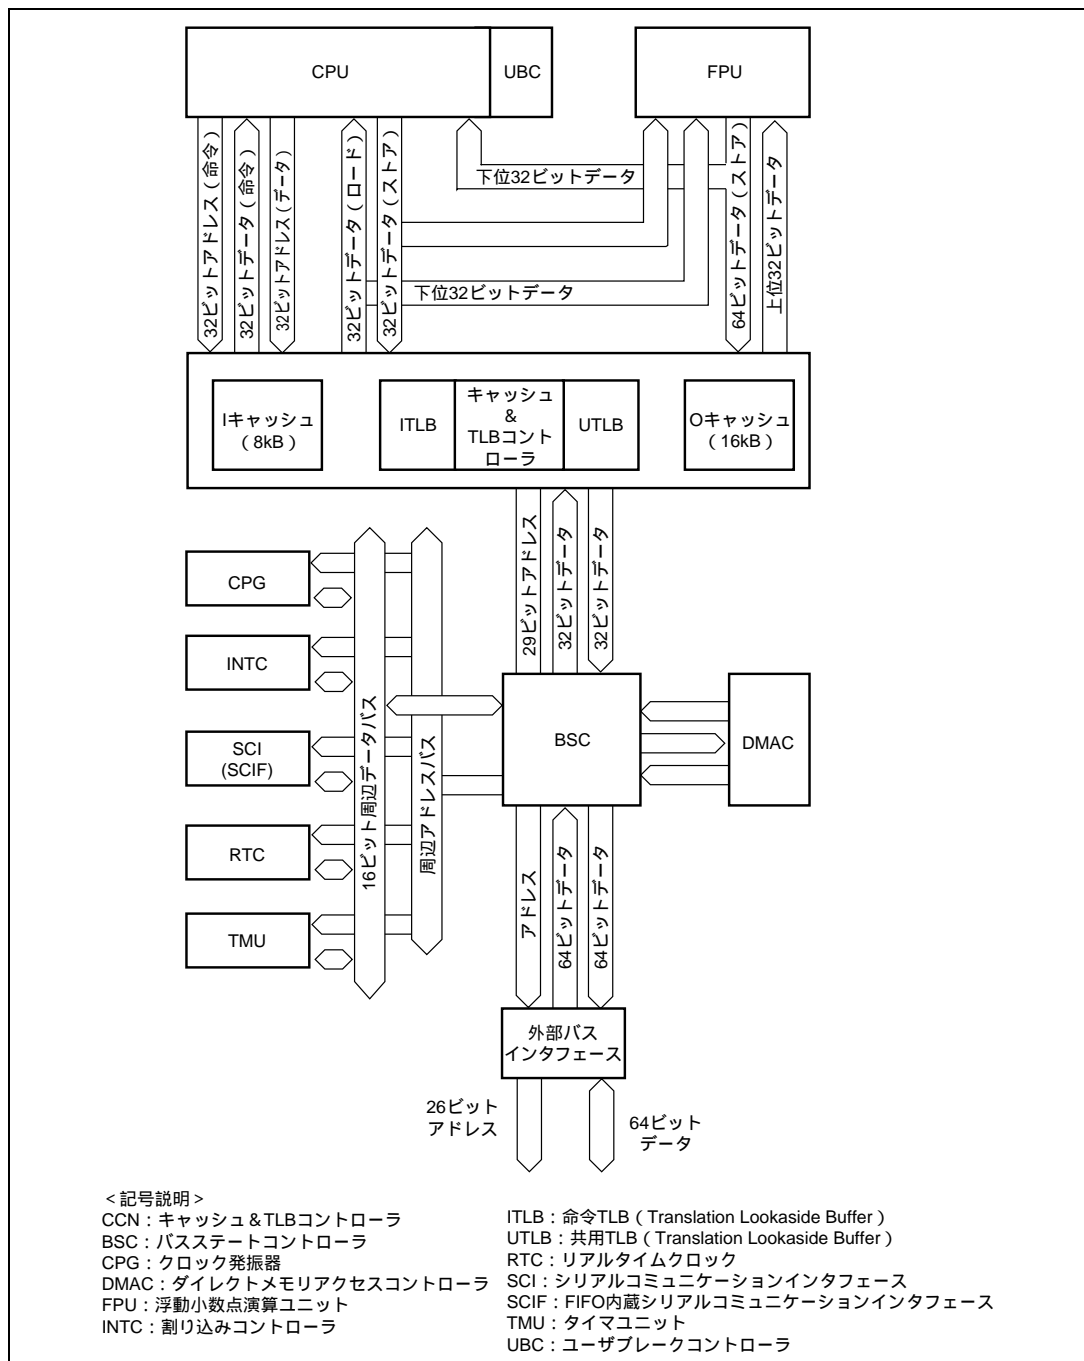 CPU
UBC
FPU
32ビットアドレス（命令）
32ビットデータ（命令）
32ビットアドレス（データ）
32ビットデータ（ロード）
32ビットデータ（ストア）
下位32ビットデータ
下位32ビットデータ
64ビットデータ（ストア）
上位32ビットデータ
Iキャッシュ
（8kB）
ITLB
キャッシュ
&
TLBコント
ローラ
UTLB
Oキャッシュ
（16kB）
29ビットアドレス
32ビットデータ
32ビットデータ
CPG
INTC
SCI
(SCIF)
RTC
TMU
16ビット周辺データバス
周辺アドレスバス
BSC
DMAC
アドレス
64ビットデータ
64ビットデータ
外部バス
インタフェース
26ビット
アドレス
64ビット
データ
＜記号説明＞
CCN：キャッシュ＆TLBコントローラ
BSC：バスステートコントローラ
CPG：クロック発振器
DMAC：ダイレクトメモリアクセスコントローラ
FPU：浮動小数点演算ユニット
INTC：割り込みコントローラ
ITLB：命令TLB（Translation Lookaside Buffer）
UTLB：共用TLB（Translation Lookaside Buffer）
RTC：リアルタイムクロック
SCI：シリアルコミュニケーションインタフェース
SCIF：FIFO内蔵シリアルコミュニケーションインタフェース
TMU：タイマユニット
UBC：ユーザブレークコントローラ